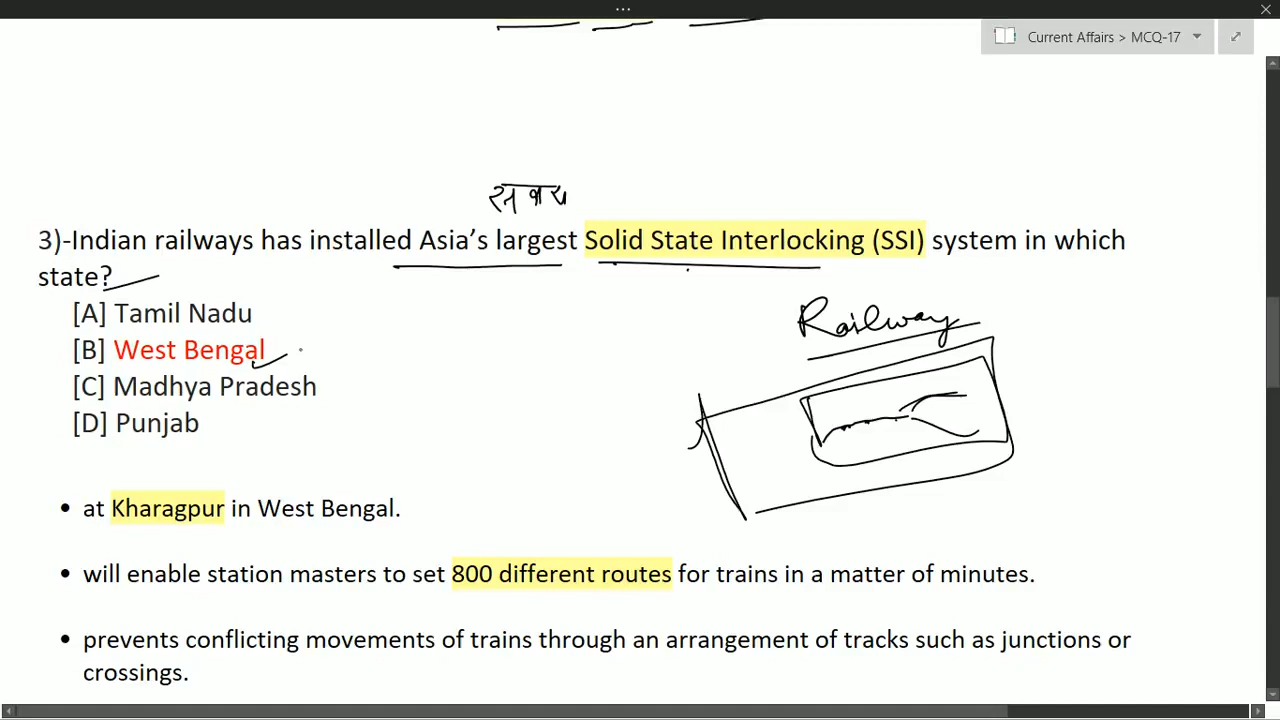 Current Affairs > MCQ-17
3)-Indian railways has installed Asia’s largest Solid State Interlocking (SSI) system in which
state?
[A] Tamil Nadu
[B] West Bengal
[C] Madhya Pradesh
[D] Punjab
Railway
• at Kharagpur in West Bengal.
• will enable station masters to set 800 different routes for trains in a matter of minutes.
• prevents conflicting movements of trains through an arrangement of tracks such as junctions or
crossings.